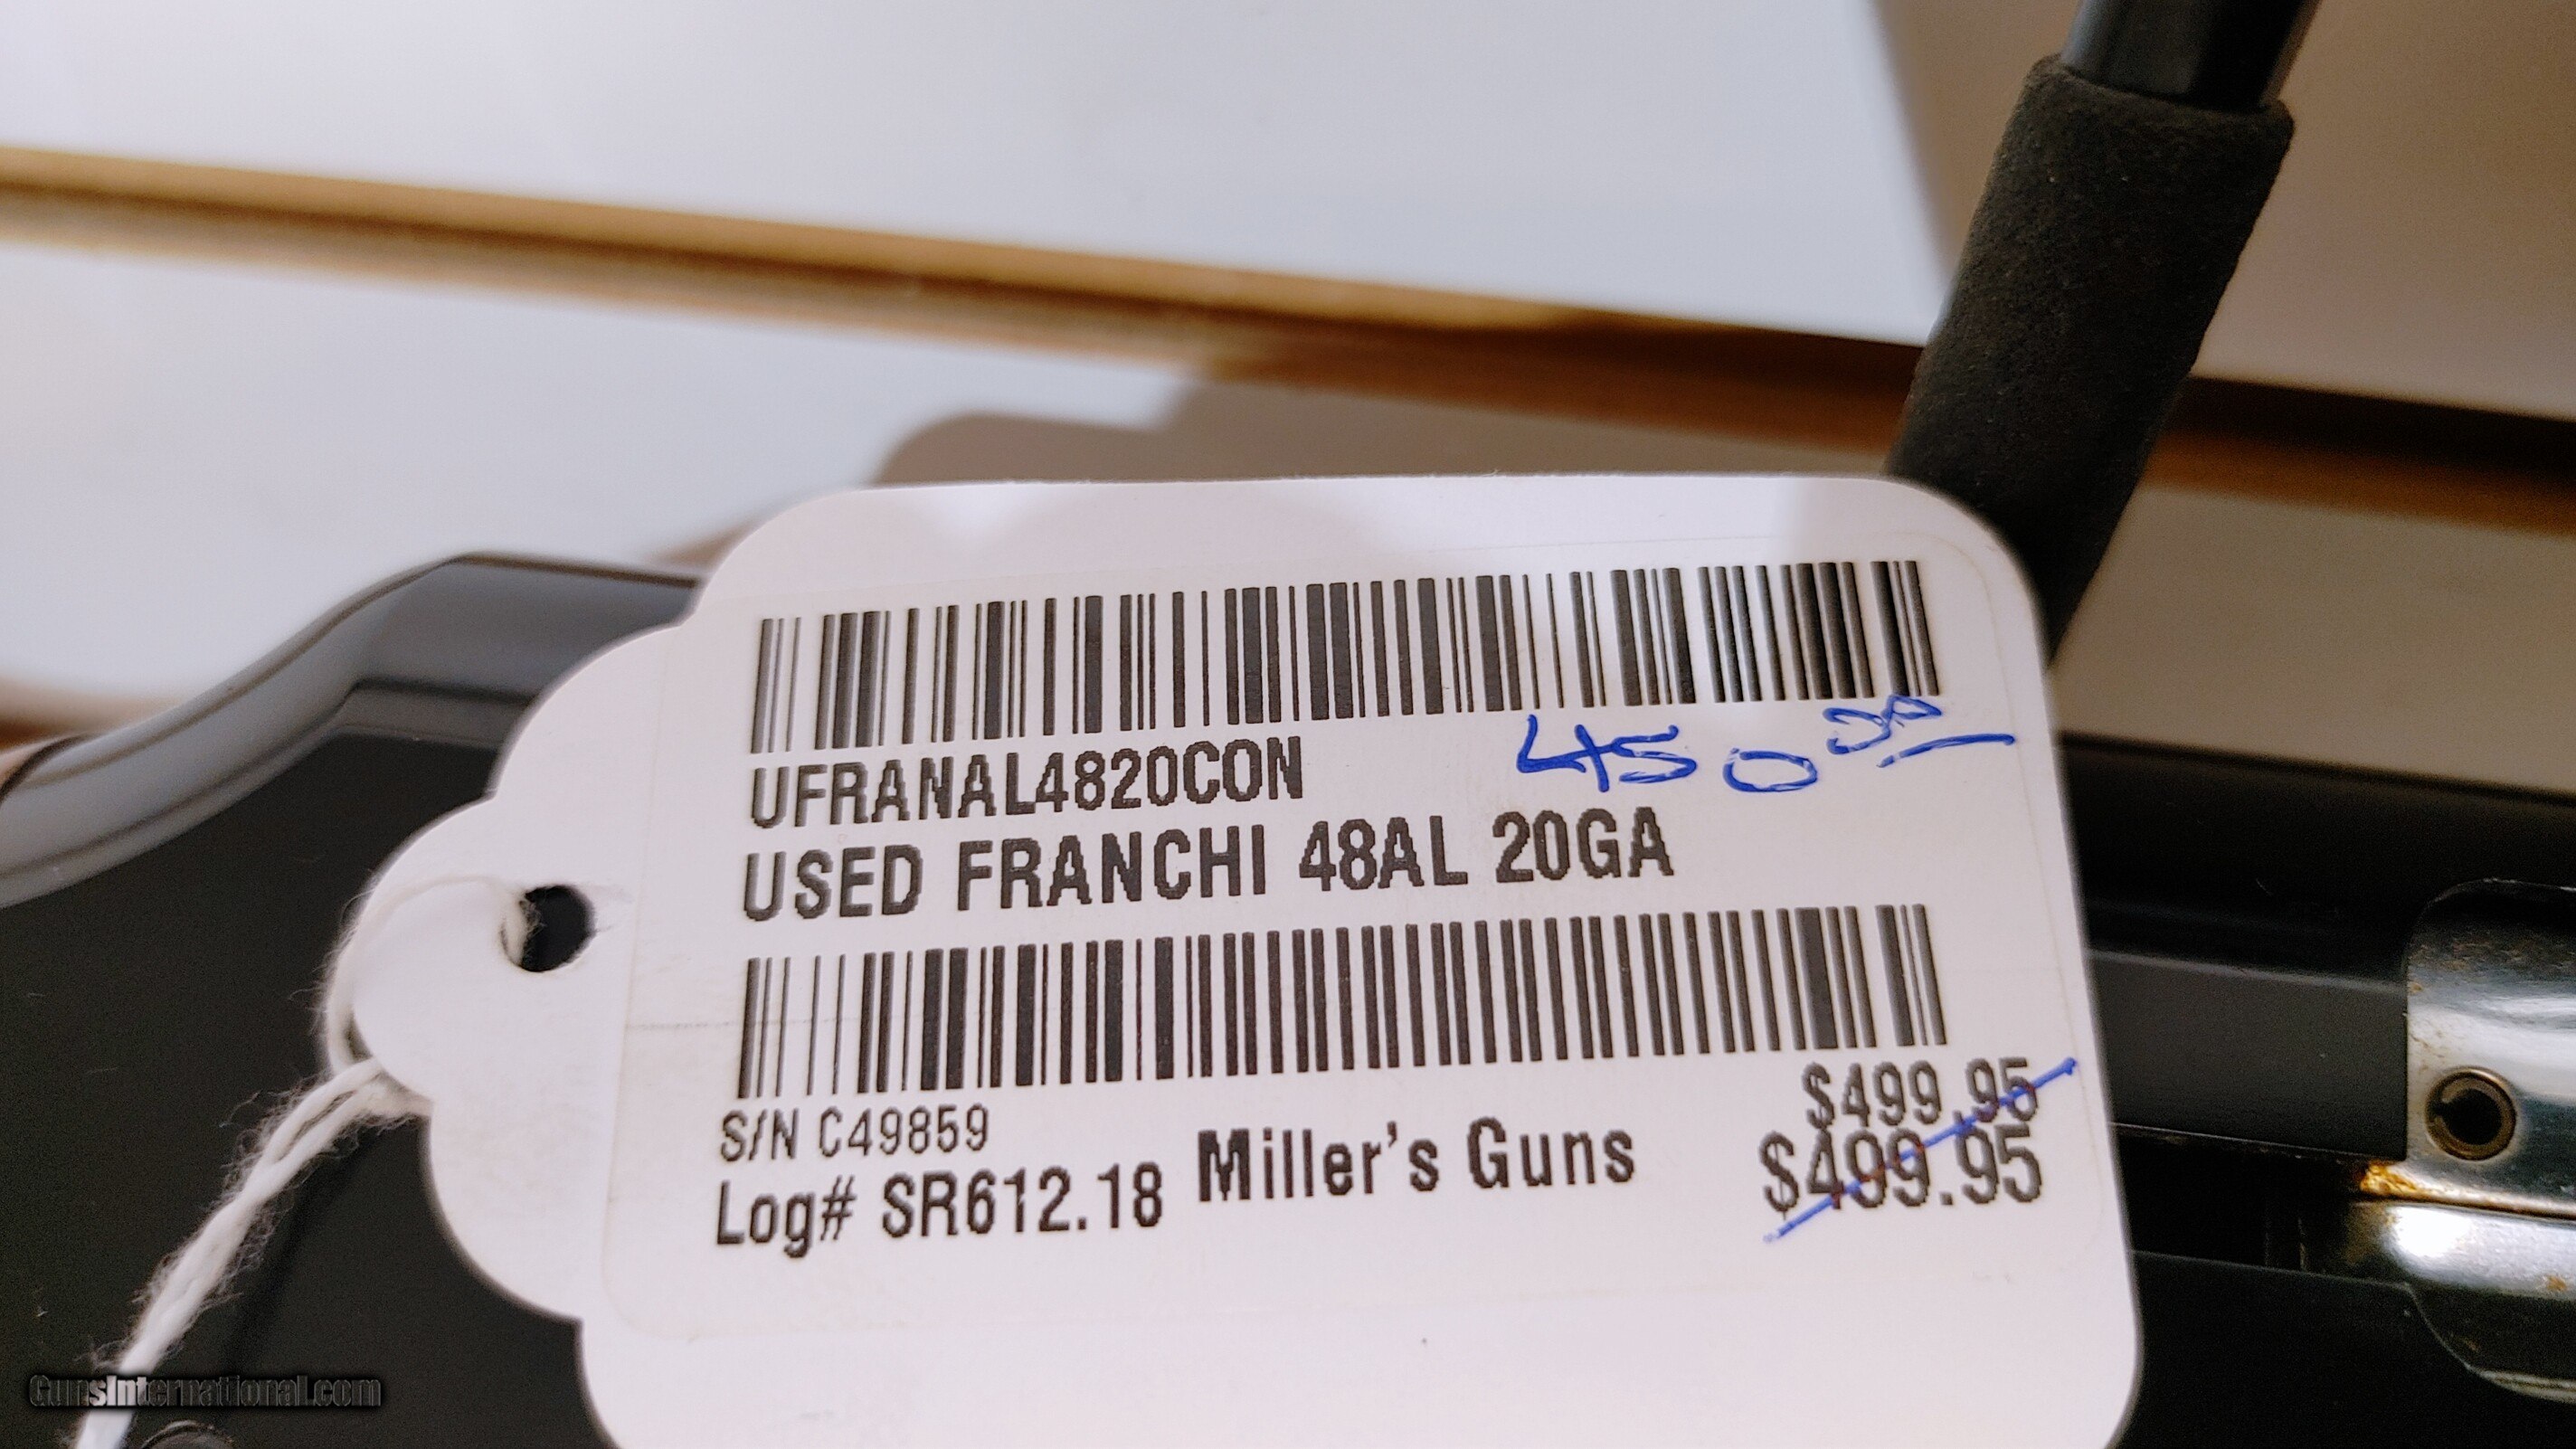 UFRANAL4820CON
450.00
USED FRANCHI 48AL 20GA
S/N C49859
$499.95
Log# SR612.18
Miller's Guns
$499.95
GunsInternational.com